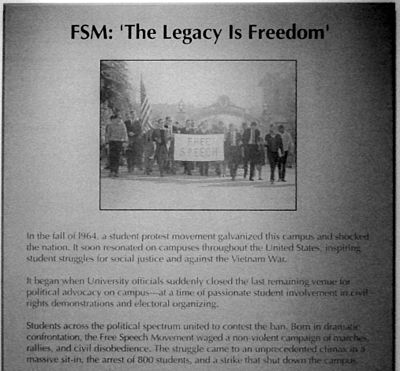 FSM: 'The Legacy Is Freedom'
FREE
SPEECH
In the fall of 1964, a student protest movement galvanized this campus and shocked
the nation. It soon resonated on campuses throughout the United States, inspiring
student struggles for social justice and against the Vietnam War.
It began when University officials suddenly closed the last remaining venue for
political advocacy on campus—at a time of passionate student involvement in civil
rights demonstrations and electoral organizing.
Students across the political spectrum united to contest the ban. Born in dramatic
confrontation, the Free Speech Movement waged a non-violent campaign of marches,
rallies, and civil disobedience. The struggle came to an unprecedented climax in a
massive sit-in, the arrest of 800 students, and a strike that shut down the campus.